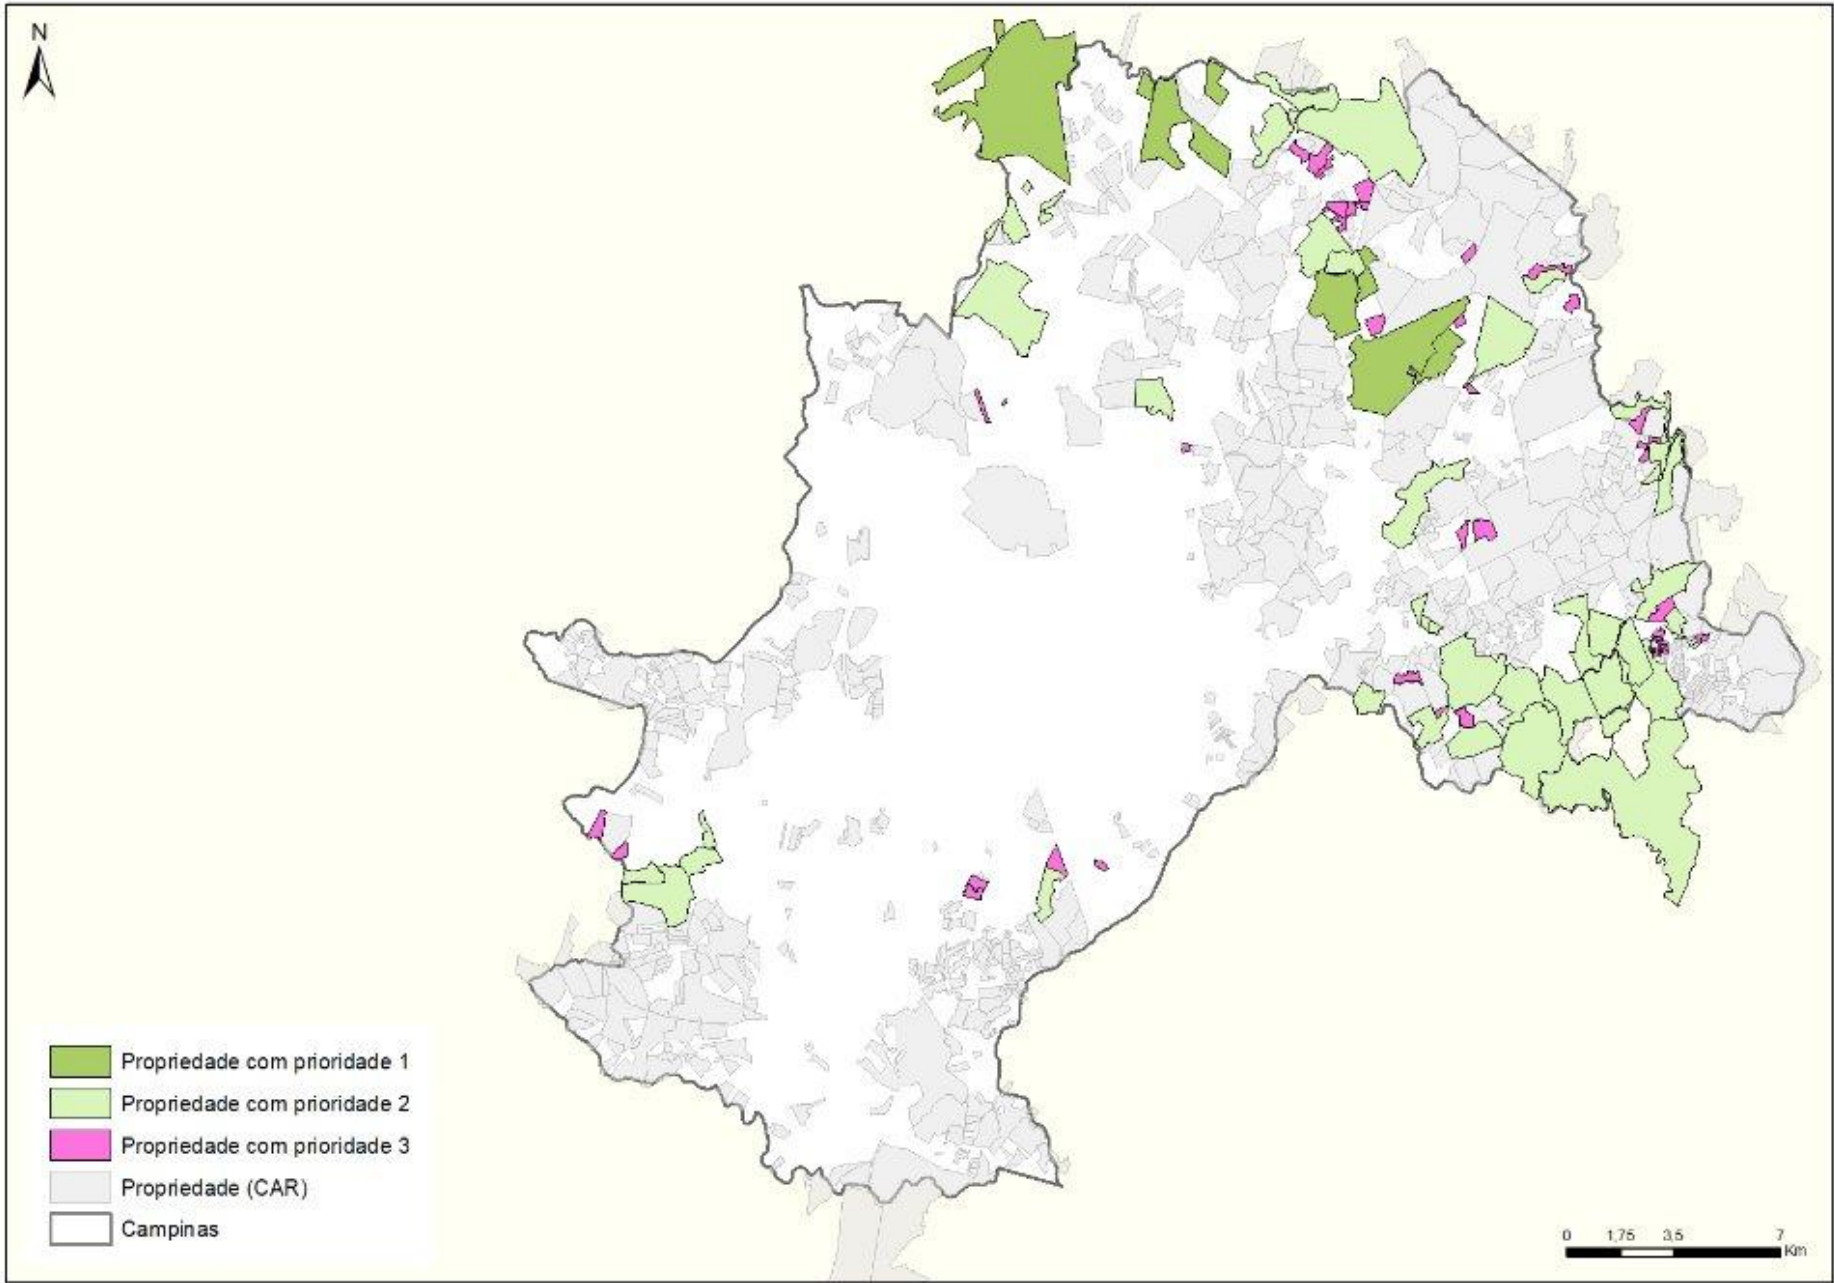 N
Propriedade com prioridade 1
Propriedade com prioridade 2
Propriedade com prioridade 3
Propriedade (CAR)
Campinas
0 1,75 3,5 7
Km